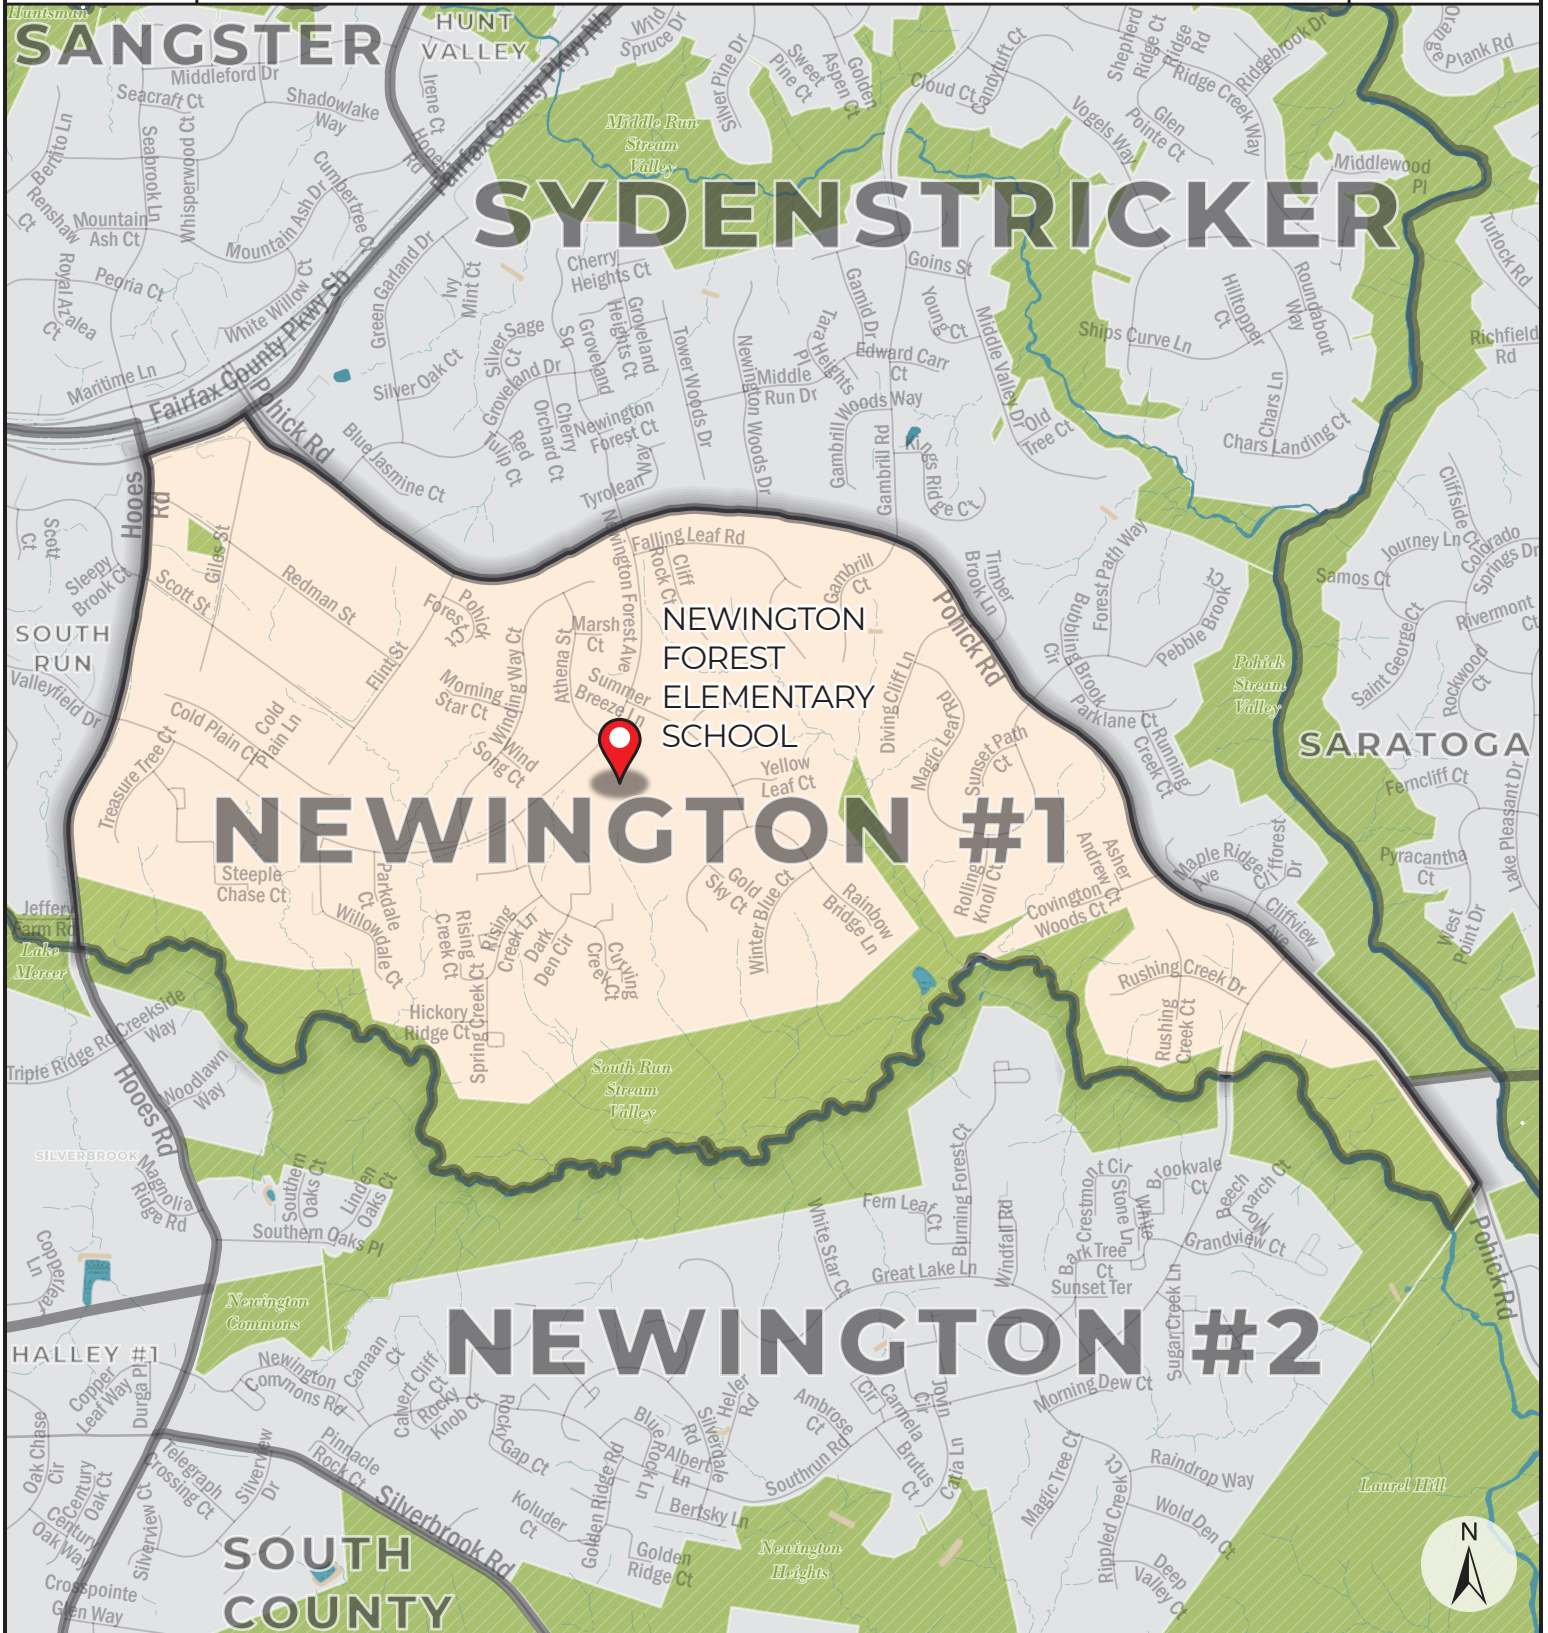 Huntsman
SANGSTER
HUNT
VALLEY
Fairfax County Pkwy Nb
Wild
Spruce Dr
Silver Pine Dr
Sweet
Pine Ct
Aspen Ct
Golden
Cloud Ct
Candytuft Ct
Shepherd
Ridge Ct
Ridge
Rd
Ridgebrook Dr
Orange
Plank Rd
Middleford Dr
Seacraft Ct
Shadowlake
Way
Irene Ct
Hooes
Rd
Middle Run
Stream
Valley
Vogels Way
Glen
Pointe Ct
Ridge Creek Way
Middlewood
Pl
Berrito Ln
Seabrook Ln
Whisperwood Ct
Cumbertree Ct
Renshaw
Ct
Mountain
Ash Ct
Mountain Ash Dr
SYDENSTRICKER
Turlock Rd
Royal Azalea
Ct
Peoria Ct
White Willow Ct
Fairfax County Pkwy Sb
Green Garland Dr
Ivy
Mint Ct
Cherry
Heights Ct
Goins St
Gamid Dr
Young Ct
Middle Valley Dr
Hilltopper
Ct
Roundabout
Way
Ships Curve Ln
Richfield
Rd
Maritime Ln
Silver Oak Ct
Silver Sage
Ct
Groveland Dr
Sq
Groveland
Groveland
Heights Ct
Tower Woods Dr
Newington Woods Dr
Tara Heights
Pl
Middle
Run Dr
Edward Carr
Ct
Gambrill Woods Way
Gambrill Rd
Kings Ridge Ct
Old
Tree Ct
Chars Ln
Chars Landing Ct
Pohick Rd
Blue Jasmine Ct
Red
Tulip Ct
Cherry
Orchard Ct
Newington
Forest Ct
Tyrolean
Way
Hooes
Rd
Scott
Ct
Sleepy
Brook Ct
Giles St
Scott St
Redman St
Flint St
Pohick
Forest Ct
Newington Forest Ave
Falling Leaf Rd
Cliff
Rock Ct
Gambrill
Ct
Timber
Brook Ln
Forest Path Way
Bubbling Brook
Cir
Pebble Brook
Ct
Cliffside Ct
Journey Ln
Colorado
Springs Dr
Samos Ct
Saint George Ct
Rivermont
Ct
Rockwood
Ct
SOUTH
RUN
Valleyfield Dr
Marsh
Ct
Athena St
Winding Way Ct
Morning
Star Ct
Summer
Breeze Ln
NEWINGTON
FOREST
ELEMENTARY
SCHOOL
Pohick Rd
Pohick
Stream
Valley
SARATOGA
Diving Cliff Ln
Magic Leaf Rd
Sunset Path
Ct
Parklane Ct
Running
Creek Ct
Treasure Tree Ct
Cold Plain Ct
Cold
Plain Ln
Wind
Song Ct
Yellow
Leaf Ct
Ferncliff Ct
Lake Pleasant Dr
NEWINGTON #1
Steeple
Chase Ct
Parkdale
Ct
Willowdale Ct
Rising
Creek Ct
Rising
Creek Ln
Dark
Den Cir
Curving
Creek Ct
Gold
Sky Ct
Winter Blue Ct
Rainbow
Bridge Ln
Rolling
Knoll Ct
Asher
Andrew Ct
Covington
Woods Ct
Maple Ridge
Ave
Clifforest
Dr
Cliffview
Ave
Pyracantha
Ct
West
Point Dr
Jeffery
Farm Rd
Lake
Mercer
Hickory
Ridge Ct
Spring Creek Ct
Rushing Creek Dr
Rushing
Creek Ct
Creekside
Way
Triple Ridge Rd
Woodlawn
Way
Hooes Rd
South Run
Stream
Valley
SILVERBROOK
Magnolia
Ridge Rd
Southern
Oaks Ct
Linden
Oaks Ct
Southern Oaks Pl
Copperleaf
Ln
Newington
Commons
White Star Ct
Fern Leaf
Ct
Burning Forest Ct
Windfall Rd
Great Lake Ln
Crestmont Cir
Stone Ln
White
Brookvale
Ct
Beech
Monarch Ct
Grandview Ct
Bark Tree
Ct
Sunset Ter
Sugar Creek Ln
Pohick Rd
NEWINGTON #2
HALLEY #1
Copper
Leaf Way
Durga Pl
Newington
Commons Rd
Canaan
Ct
Calvert Cliff
Ct
Rocky
Knob Ct
Rocky
Gap Ct
Blue
Rock Ln
Silverdale
Rd
Heller
Rd
Albert
Ln
Bertsky Ln
Ambrose
Ct
Southrun Rd
Carmela
Cir
Jovin
Cir
Brutus
Ct
Catia Ln
Morning Dew Ct
Magic Tree Ct
Rippled Creek
Ct
Raindrop Way
Wold Den Ct
Deep
Valley Ct
Laurel Hill
Oak Chase
Cir
Century
Oak Ct
Century
Oak Way
Telegraph
Crossing Ct
Silverview
Dr
Silverview Ct
Pinnacle
Rock Ct
Silverbrook Rd
Koluder
Ct
Golden Ridge Rd
Golden
Ridge Ct
Newington
Heights
SOUTH
COUNTY
Crosspointe
Glen Way
N